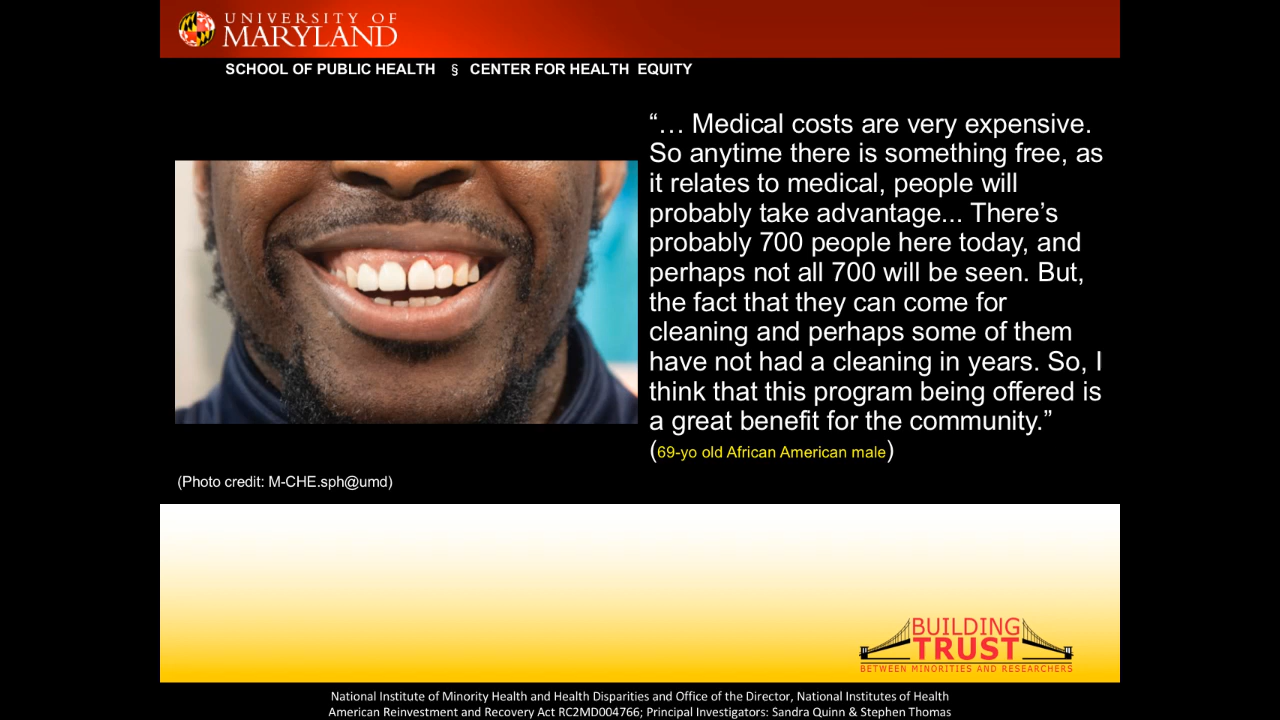 UNIVERSITY OF
MARYLAND
SCHOOL OF PUBLIC HEALTH § CENTER FOR HEALTH EQUITY
“… Medical costs are very expensive.
So anytime there is something free, as
it relates to medical, people will
probably take advantage... There’s
probably 700 people here today, and
perhaps not all 700 will be seen. But,
the fact that they can come for
cleaning and perhaps some of them
have not had a cleaning in years. So, I
think that this program being offered is
a great benefit for the community.”
(69-yo old African American male)
(Photo credit: M-CHE.sph@umd)
BUILDING
TRUST
BETWEEN MINORITIES AND RESEARCHERS
National Institute of Minority Health and Health Disparities and Office of the Director, National Institutes of Health
American Reinvestment and Recovery Act RC2MD004766; Principal Investigators: Sandra Quinn & Stephen Thomas